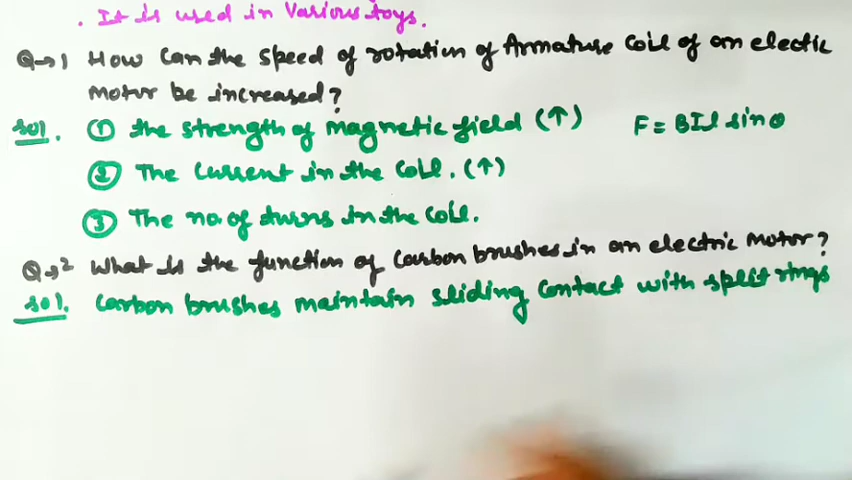 . It is used in Various toys.
Q→1 How can the speed of rotation of Armature Coil of an electic
Motor be increased?
sol. ① the strength of magnetic field (↑) F = BIl sin θ
② The current in the coil. (↑)
③ The no. of turns in the coil.
Q→2 What is the function of carbon brushes in an electric Motor?
sol. Carbon brushes maintain sliding contact with split rings